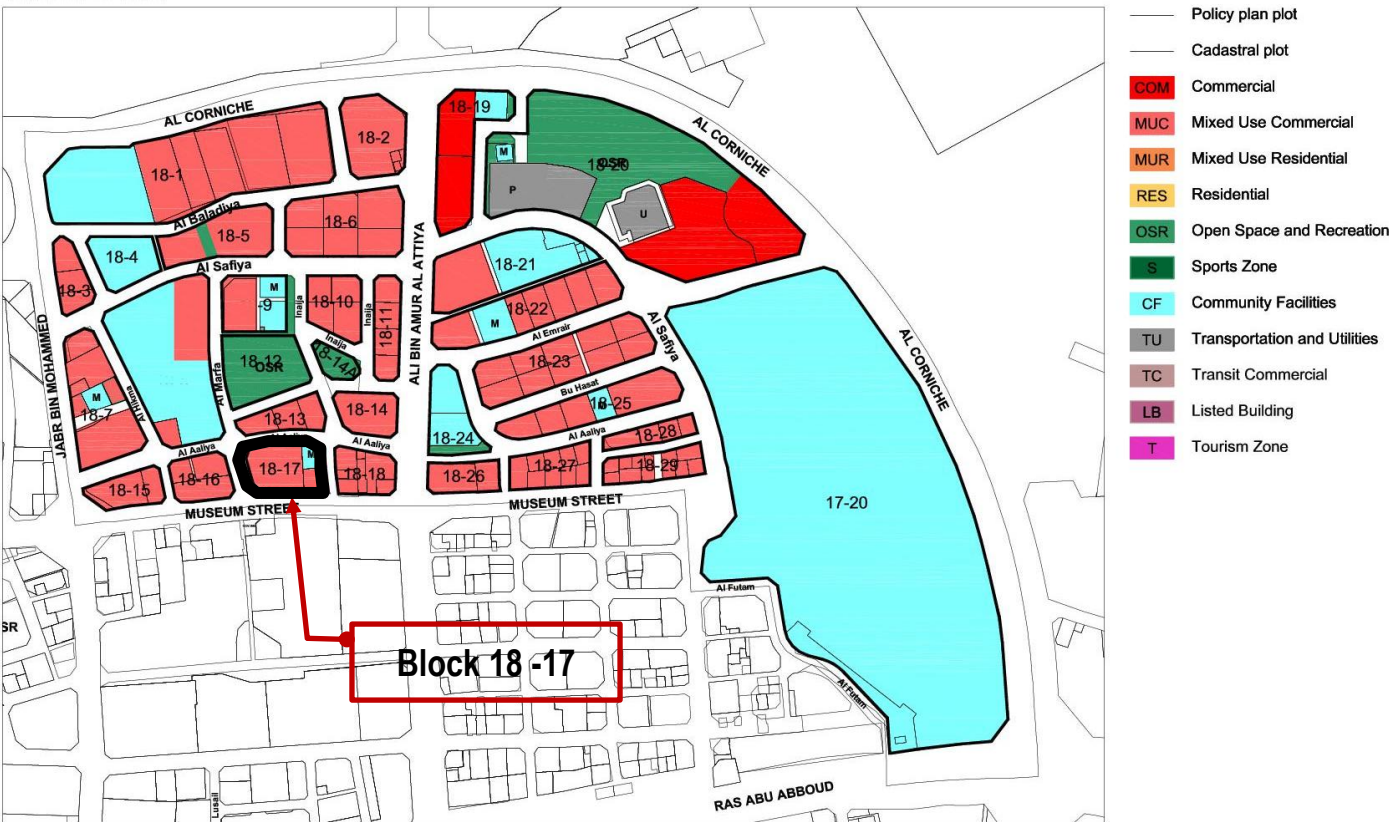 Policy plan plot
Cadastral plot
COM Commercial
MUC Mixed Use Commercial
MUR Mixed Use Residential
RES Residential
OSR Open Space and Recreation
S Sports Zone
CF Community Facilities
TU Transportation and Utilities
TC Transit Commercial
LB Listed Building
T Tourism Zone
AL CORNICHE
18-1
18-2
18-19
18-20
OSR
AL CORNICHE
M
P
U
Al Baladiya
18-5
18-6
18-4
Al Safiya
18-3
18-21
M
-9
Inaija
18-10
Inaija
18-11
ALI BIN AMUR AL ATTIYA
18-22
M
Al Emrair
Al Safiya
AL CORNICHE
JABR BIN MOHAMMED
Inaija
18-12
OSR
18-14A
18-23
Bu Hasat
M
18-7
Al Hikma
Al Marfa
18-13
18-14
18-25
18-24
Al Aaliya
18-28
Al Aaliya
Al Aaliya
18-15
18-16
18-17
M
18-18
18-26
18-27
18-29
MUSEUM STREET
MUSEUM STREET
17-20
Al Futam
SR
Block 18 -17
Al Futam
Lusail
RAS ABU ABBOUD